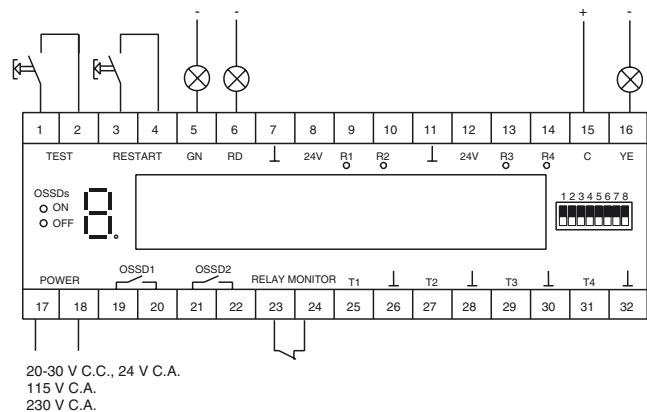 - - + -
1 2 3 4 5 6 7 8 9 10 11 12 13 14 15 16
TEST RESTART GN RD ⊥ 24V R1 R2 ⊥ 24V R3 R4 C YE
OSSDs
ON
OFF
8.
1 2 3 4 5 6 7 8
POWER OSSD1 OSSD2 RELAY MONITOR T1 ⊥ T2 ⊥ T3 ⊥ T4 ⊥
17 18 19 20 21 22 23 24 25 26 27 28 29 30 31 32
20-30 V C.C., 24 V C.A.
115 V C.A.
230 V C.A.